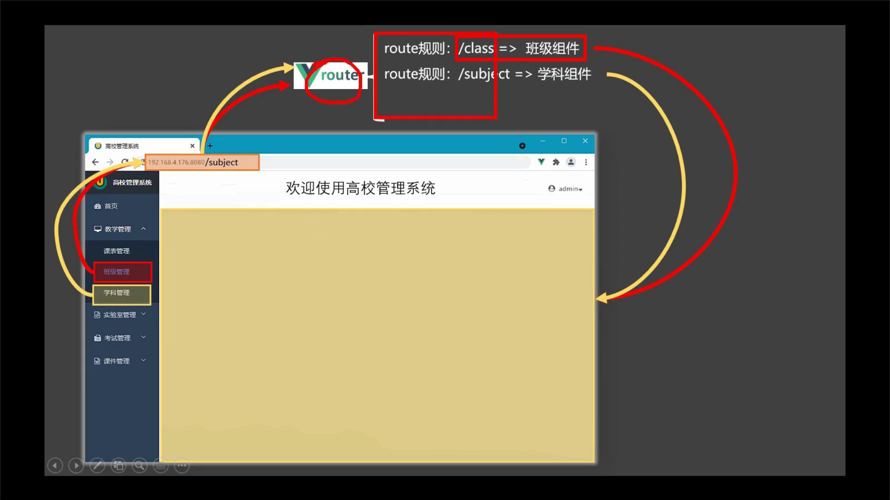 route规则：/class => 班级组件
router
route规则：/subject => 学科组件
高校管理系统
192.168.4.176:8080/subject
高校管理系统
欢迎使用高校管理系统
admin
首页
教学管理
课表管理
班级管理
学科管理
实验室管理
考试管理
课件管理